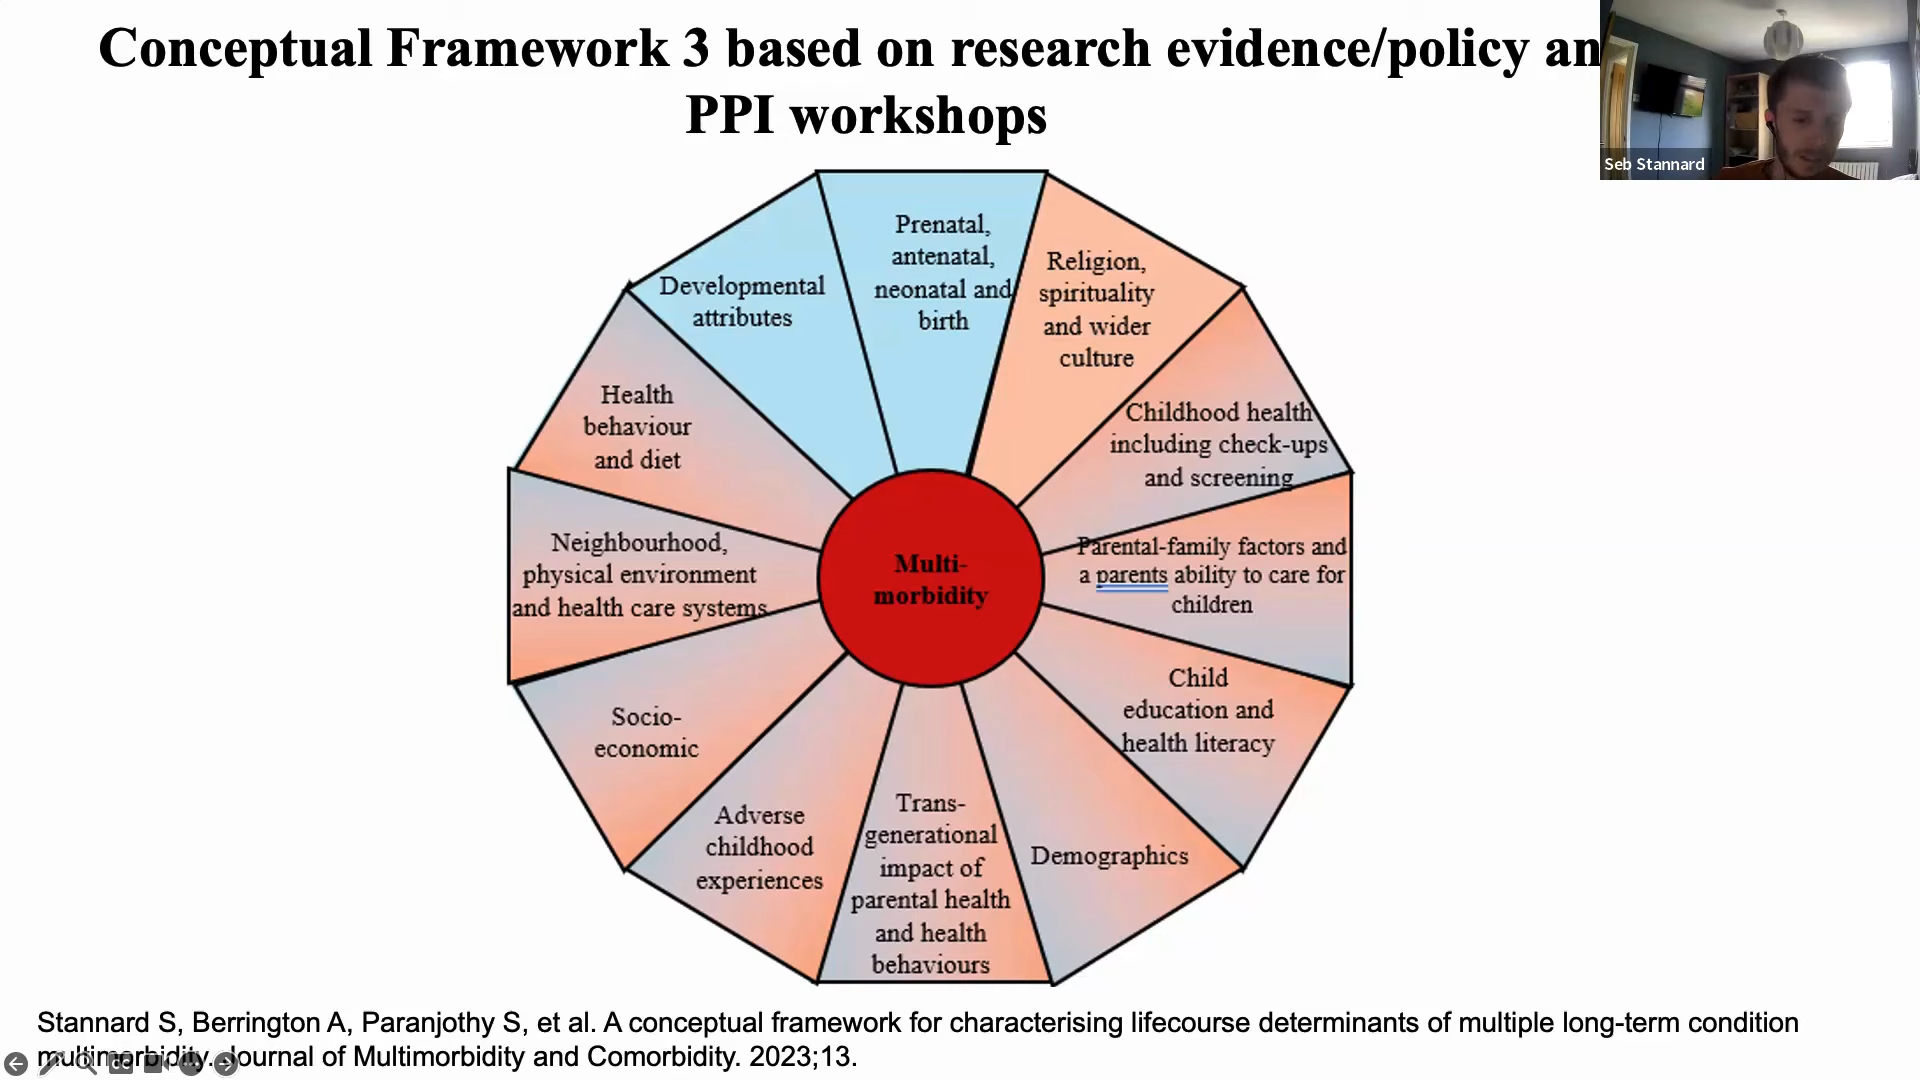 Conceptual Framework 3 based on research evidence/policy an
PPI workshops
Seb Stannard
Prenatal,
antenatal,
neonatal and
birth
Religion,
spirituality
and wider
culture
Childhood health
including check-ups
and screening
Parental-family factors and
a parents ability to care for
children
Child
education and
health literacy
Demographics
Trans-
generational
impact of
parental health
and health
behaviours
Adverse
childhood
experiences
Socio-
economic
Neighbourhood,
physical environment
and health care systems
Health
behaviour
and diet
Developmental
attributes
Multi-
morbidity
Stannard S, Berrington A, Paranjothy S, et al. A conceptual framework for characterising lifecourse determinants of multiple long-term condition
multimorbidity. Journal of Multimorbidity and Comorbidity. 2023;13.